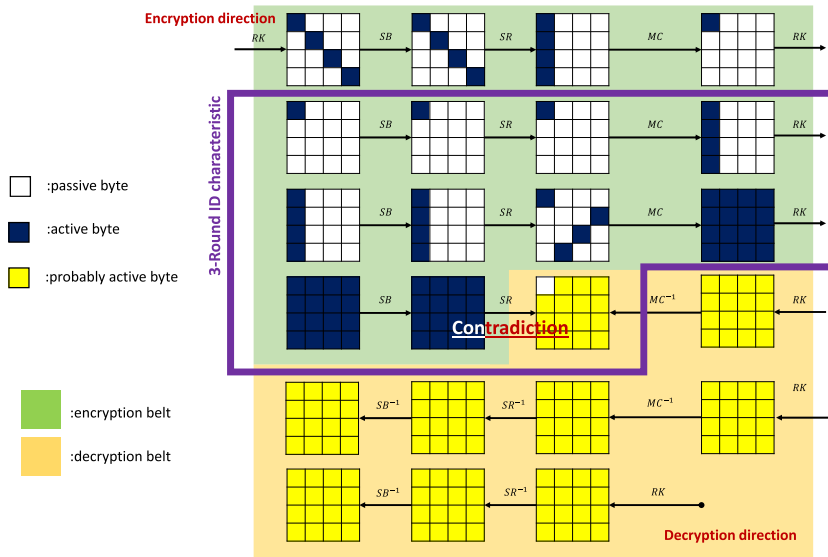 Encryption direction
RK SB SR MC RK
3-Round ID characteristic
SB SR MC RK
:passive byte
:active byte
SB SR MC RK
:probably active byte
SB SR MC⁻¹ RK
Contradiction
:encryption belt
:decryption belt
SB⁻¹ SR⁻¹ MC⁻¹ RK
SB⁻¹ SR⁻¹ RK
Decryption direction